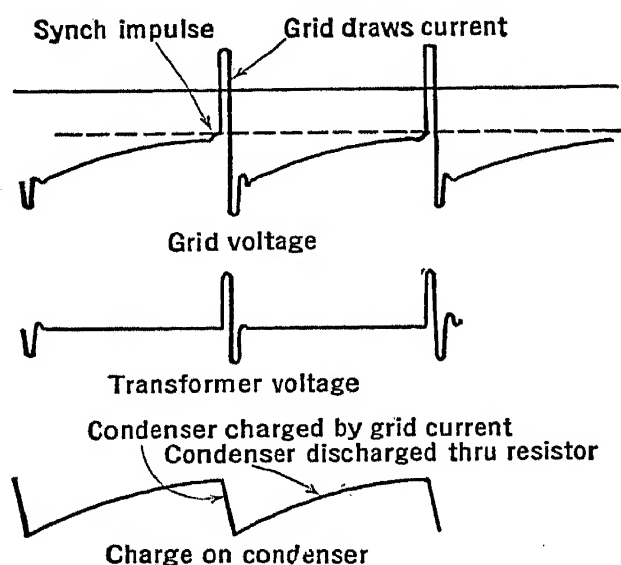 Synch impulse
Grid draws current
Grid voltage
Transformer voltage
Condenser charged by grid current
Condenser discharged thru resistor
Charge on condenser